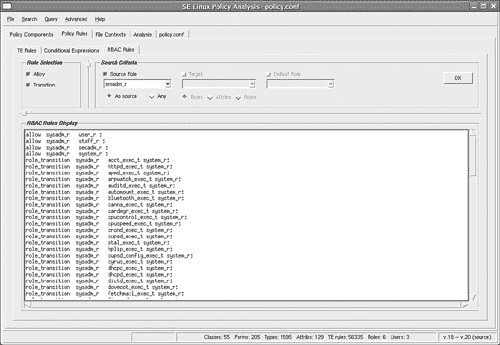 SE Linux Policy Analysis - policy.conf
File Search Query Advanced Help
Policy Components Policy Rules File Contexts Analysis policy.conf
TE Rules Conditional Expressions RBAC Rules
Role Selection
Allow
Transition
Search Criteria
Source Role
sysadm_r
As source Any
Target
Types Attribs Roles
Default Role
OK
RBAC Rules Display
allow sysadm_r user_r ;
allow sysadm_r staff_r ;
allow sysadm_r secadm_r ;
allow sysadm_r system_r ;
role_transition sysadm_r acct_exec_t system_r;
role_transition sysadm_r httpd_exec_t system_r;
role_transition sysadm_r apmd_exec_t system_r;
role_transition sysadm_r arpwatch_exec_t system_r;
role_transition sysadm_r auditd_exec_t system_r;
role_transition sysadm_r automount_exec_t system_r;
role_transition sysadm_r bluetooth_exec_t system_r;
role_transition sysadm_r canna_exec_t system_r;
role_transition sysadm_r cardmgr_exec_t system_r;
role_transition sysadm_r cpucontrol_exec_t system_r;
role_transition sysadm_r cpuspeed_exec_t system_r;
role_transition sysadm_r crond_exec_t system_r;
role_transition sysadm_r cupsd_exec_t system_r;
role_transition sysadm_r ptal_exec_t system_r;
role_transition sysadm_r hplip_exec_t system_r;
role_transition sysadm_r cupsd_config_exec_t system_r;
role_transition sysadm_r cyrus_exec_t system_r;
role_transition sysadm_r dhcpc_exec_t system_r;
role_transition sysadm_r dhcpd_exec_t system_r;
role_transition sysadm_r dictd_exec_t system_r;
role_transition sysadm_r dovecot_exec_t system_r;
role_transition sysadm_r fetchmail_exec_t system_r;
Classes: 55 Perms: 205 Types: 1595 Attribs: 129 TE rules: 56335 Roles: 6 Users: 3 v.18 - v.20 (source)